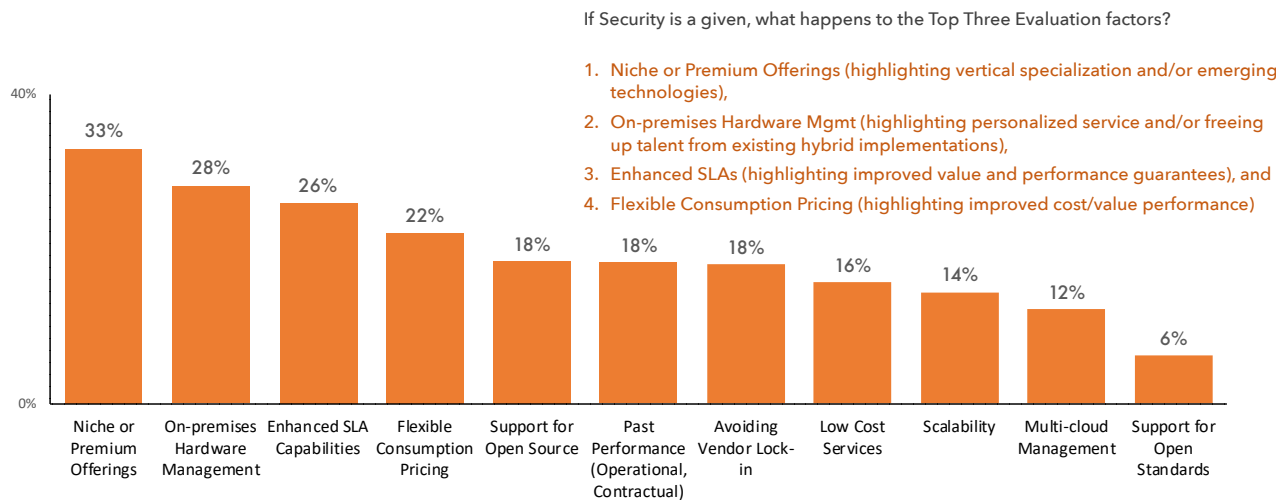 If Security is a given, what happens to the Top Three Evaluation factors?
1. Niche or Premium Offerings (highlighting vertical specialization and/or emerging
technologies),
2. On-premises Hardware Mgmt (highlighting personalized service and/or freeing
up talent from existing hybrid implementations),
3. Enhanced SLAs (highlighting improved value and performance guarantees), and
4. Flexible Consumption Pricing (highlighting improved cost/value performance)
40%
33%
28%
26%
22%
18%
18%
18%
16%
14%
12%
6%
0%
Niche or
Premium
Offerings
On-premises
Hardware
Management
Enhanced SLA
Capabilities
Flexible
Consumption
Pricing
Support for
Open Source
Past
Performance
(Operational,
Contractual)
Avoiding
Vendor Lock-
in
Low Cost
Services
Scalability
Multi-cloud
Management
Support for
Open
Standards